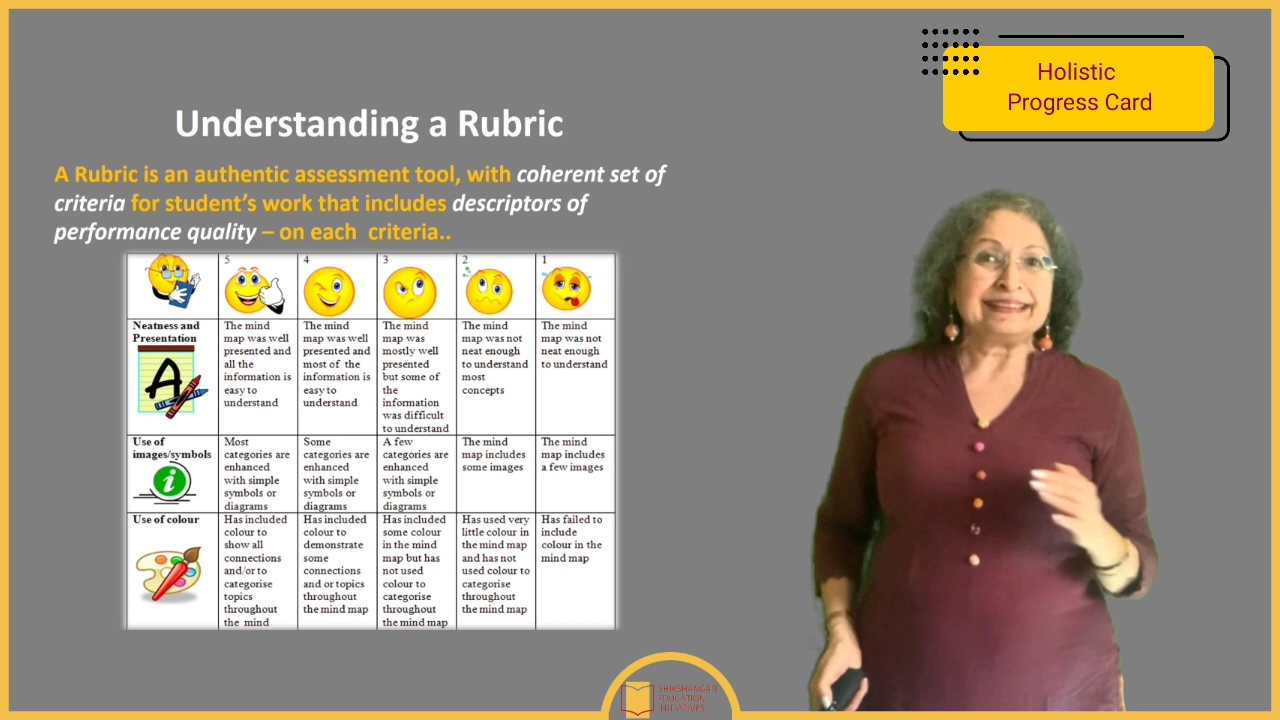 Holistic
Progress Card
Understanding a Rubric
A Rubric is an authentic assessment tool, with coherent set of
criteria for student's work that includes descriptors of
performance quality – on each criteria..
5
4
3
2
1
Neatness and
Presentation
The mind
map was well
presented and
all the
information is
easy to
understand
The mind
map was well
presented and
most of the
information is
easy to
understand
The mind
map was
mostly well
presented
but some of
the
information
was difficult
to understand
The mind
map was not
neat enough
to understand
most
concepts
The mind
map was not
neat enough
to understand
A
Use of
images/symbols
Most
categories are
enhanced
with simple
symbols or
diagrams
Some
categories are
enhanced
with simple
symbols or
diagrams
A few
categories are
enhanced
with simple
symbols or
diagrams
The mind
map includes
some images
The mind
map includes
a few images
i
Use of colour
Has included
colour to
show all
connections
and/or to
categorise
topics
throughout
the mind
Has included
colour to
demonstrate
some
connections
and or topics
throughout
the mind map
Has included
some colour
in the mind
map but has
not used
colour to
categorise
throughout
the mind map
Has used very
little colour in
the mind map
and has not
used colour to
categorise
throughout
the mind map
Has failed to
include
colour in the
mind map
SHIKSHANGAN
EDUCATION
INITIATIVES